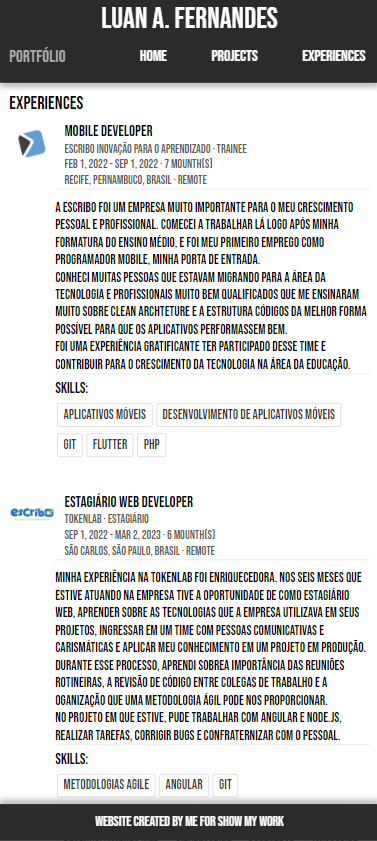 LUAN A. FERNANDES
PORTFÓLIO HOME PROJECTS EXPERIENCES
EXPERIENCES
MOBILE DEVELOPER
ESCRIBO INOVAÇÃO PARA O APRENDIZADO · TRAINEE
FEB 1, 2022 - SEP 1, 2022 · 7 MOUNTH(S)
RECIFE, PERNAMBUCO, BRASIL · REMOTE
A ESCRIBO FOI UM EMPRESA MUITO IMPORTANTE PARA O MEU CRESCIMENTO
PESSOAL E PROFISSIONAL. COMECEI A TRABALHAR LÁ LOGO APÓS MINHA
FORMATURA DO ENSINO MÉDIO, E FOI MEU PRIMEIRO EMPREGO COMO
PROGRAMADOR MOBILE, MINHA PORTA DE ENTRADA.
CONHECI MUITAS PESSOAS QUE ESTAVAM MIGRANDO PARA A ÁREA DA
TECNOLOGIA E PROFISSIONAIS MUITO BEM QUALIFICADOS QUE ME ENSINARAM
MUITO SOBRE CLEAN ARCHTETURE E A ESTRUTURA CÓDIGOS DA MELHOR FORMA
POSSÍVEL PARA QUE OS APLICATIVOS PERFORMASSEM BEM.
FOI UMA EXPERIÊNCIA GRATIFICANTE TER PARTICIPADO DESSE TIME E
CONTRIBUIR PARA O CRESCIMENTO DA TECNOLOGIA NA ÁREA DA EDUCAÇÃO.
SKILLS:
APLICATIVOS MÓVEIS DESENVOLVIMENTO DE APLICATIVOS MÓVEIS
GIT FLUTTER PHP
escribo
ESTAGIÁRIO WEB DEVELOPER
TOKENLAB · ESTAGIÁRIO
SEP 1, 2022 - MAR 2, 2023 · 6 MOUNTH(S)
SÃO CARLOS, SÃO PAULO, BRASIL · REMOTE
MINHA EXPERIÊNCIA NA TOKENLAB FOI ENRIQUECEDORA. NOS SEIS MESES QUE
ESTIVE ATUANDO NA EMPRESA TIVE A OPORTUNIDADE DE COMO ESTAGIÁRIO
WEB, APRENDER SOBRE AS TECNOLOGIAS QUE A EMPRESA UTILIZAVA EM SEUS
PROJETOS, INGRESSAR EM UM TIME COM PESSOAS COMUNICATIVAS E
CARISMÁTICAS E APLICAR MEU CONHECIMENTO EM UM PROJETO EM PRODUÇÃO.
DURANTE ESSE PROCESSO, APRENDI SOBREA IMPORTÂNCIA DAS REUNIÕES
ROTINEIRAS, A REVISÃO DE CÓDIGO ENTRE COLEGAS DE TRABALHO E A
OGANIZAÇÃO QUE UMA METODOLOGIA ÁGIL PODE NOS PROPORCIONAR.
NO PROJETO EM QUE ESTIVE, PUDE TRABALHAR COM ANGULAR E NODE.JS,
REALIZAR TAREFAS, CORRIGIR BUGS E CONFRATERNIZAR COM O PESSOAL.
SKILLS:
METODOLOGIAS AGILE ANGULAR GIT
WEBSITE CREATED BY ME FOR SHOW MY WORK